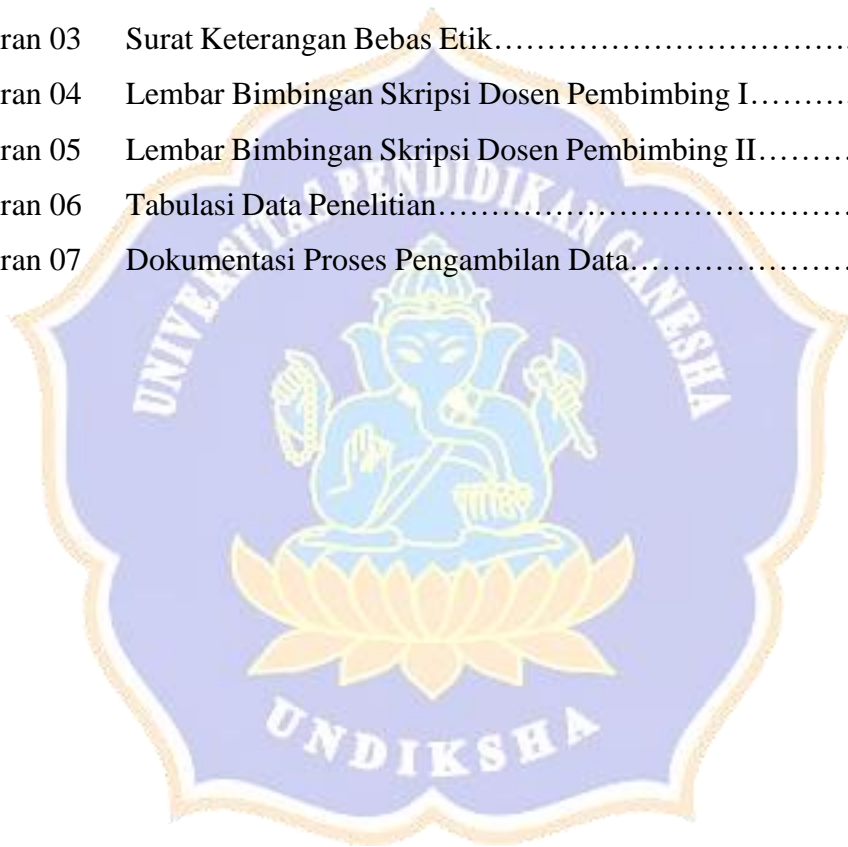 ran 03 Surat Keterangan Bebas Etik……………………………….
ran 04 Lembar Bimbingan Skripsi Dosen Pembimbing I………….
ran 05 Lembar Bimbingan Skripsi Dosen Pembimbing II………...
ran 06 Tabulasi Data Penelitian…………………………………….
ran 07 Dokumentasi Proses Pengambilan Data…………………….
UNIVERSITAS PENDIDIKAN GANESHA
UNDIKSHA